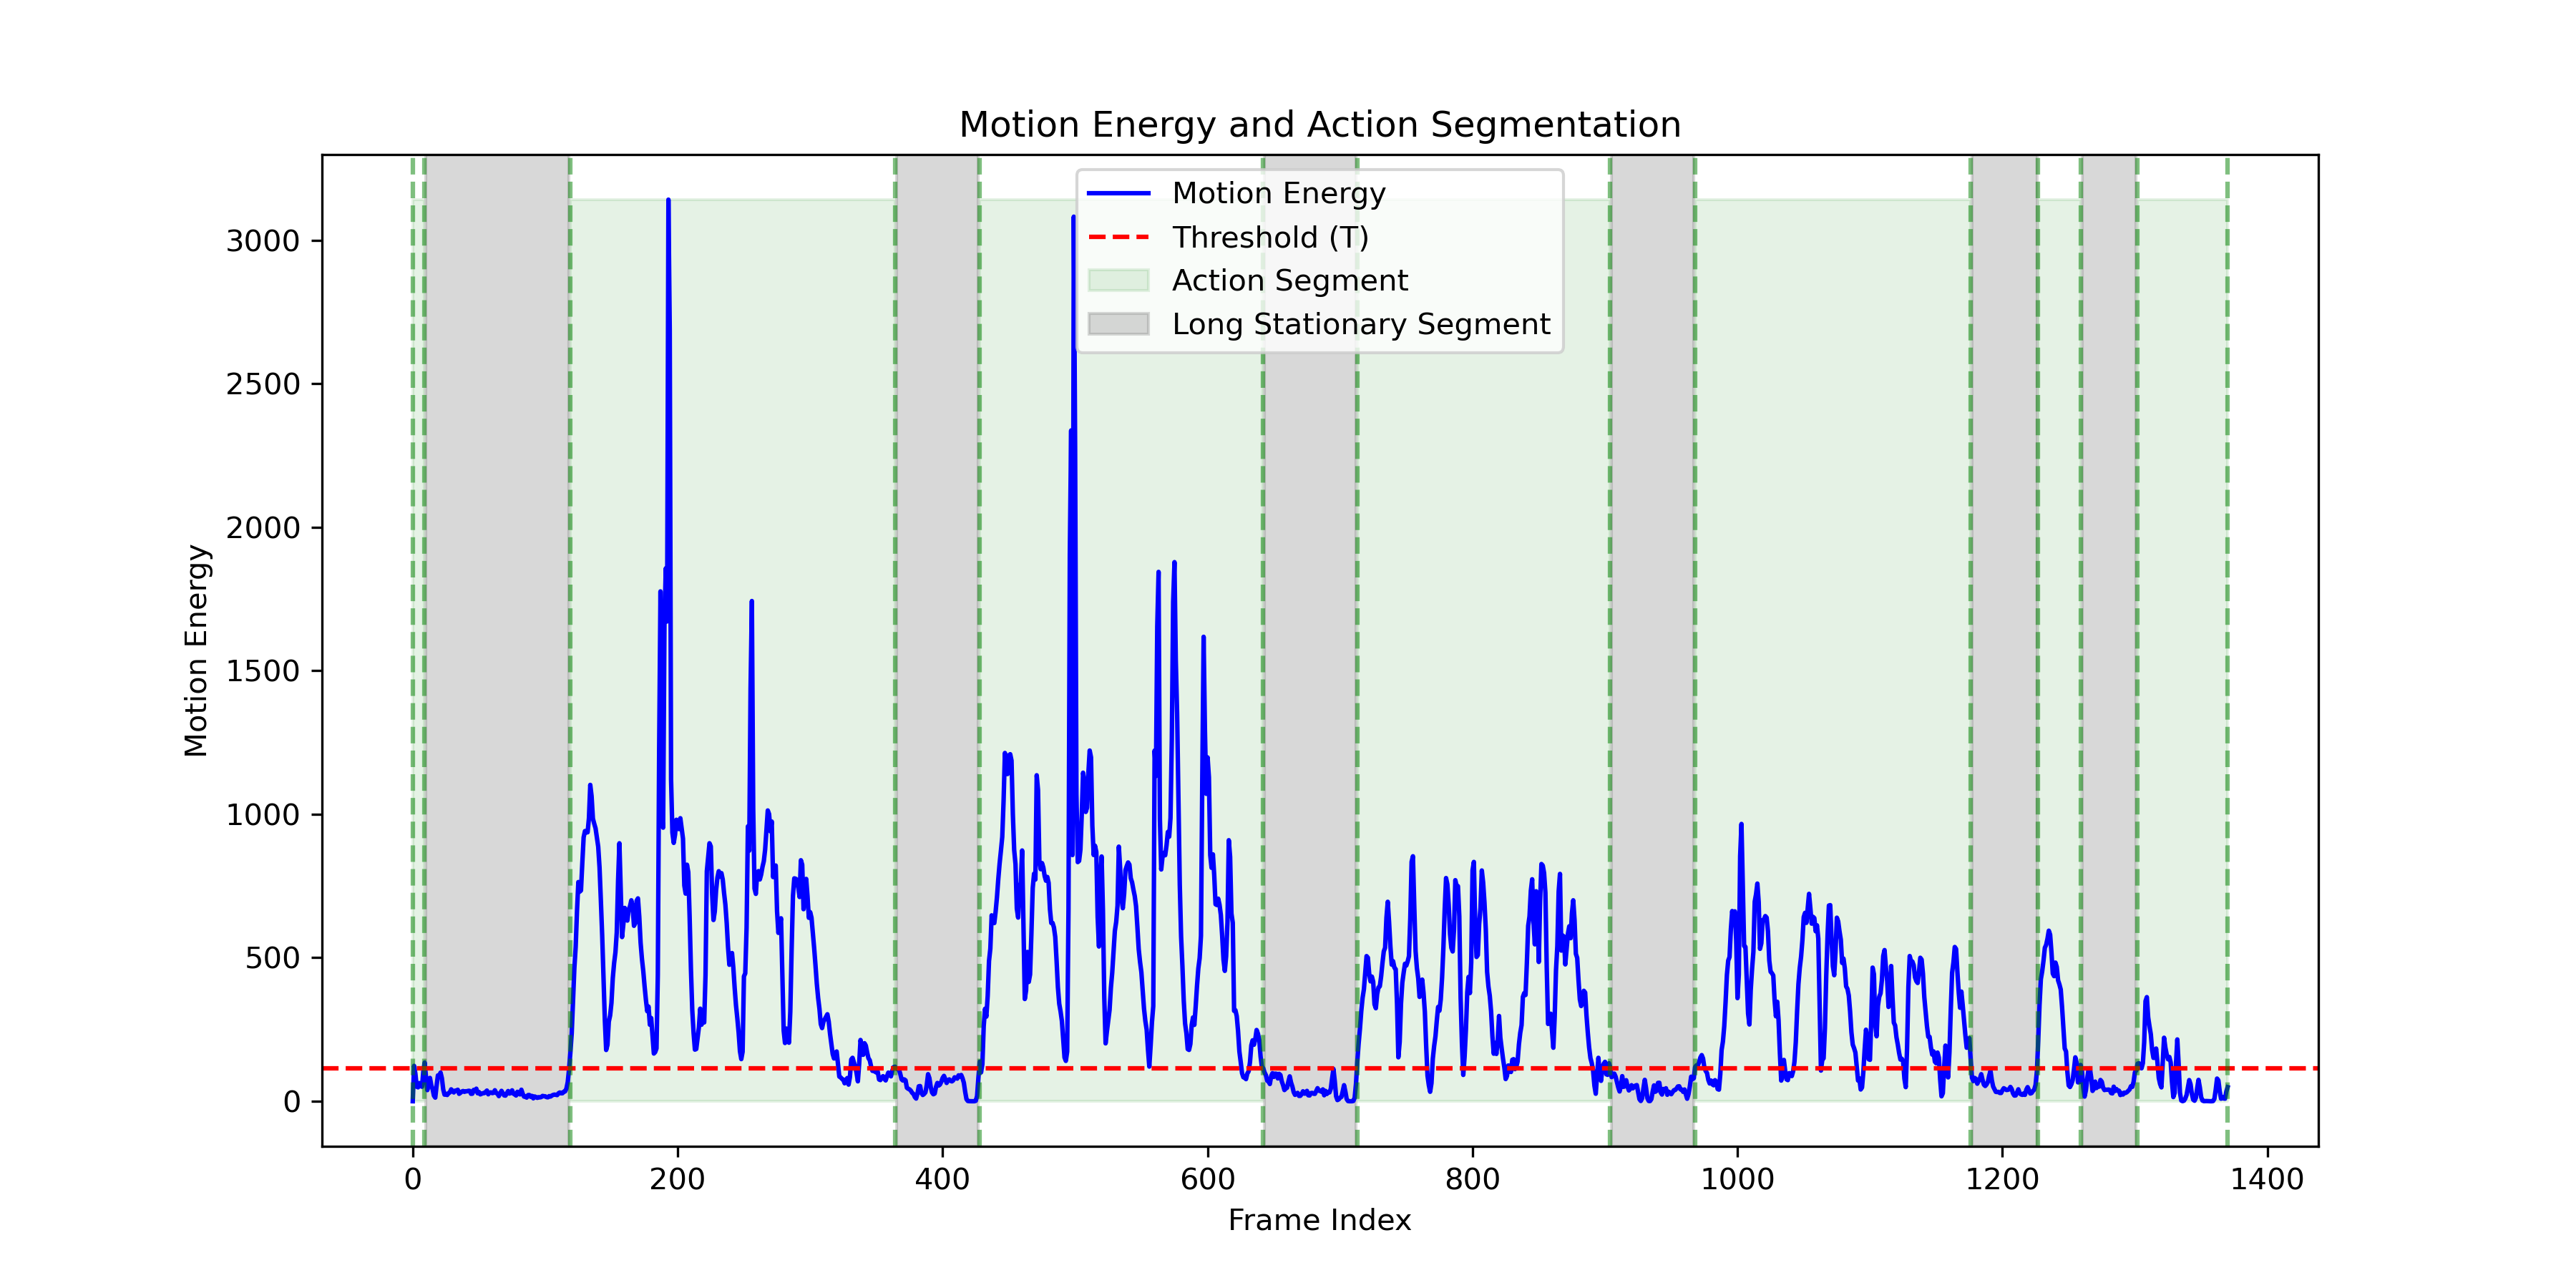 Motion Energy and Action Segmentation
Motion Energy
Threshold (T)
Action Segment
Long Stationary Segment
3000
2500
2000
1500
1000
500
0
Motion Energy
0 200 400 600 800 1000 1200 1400
Frame Index